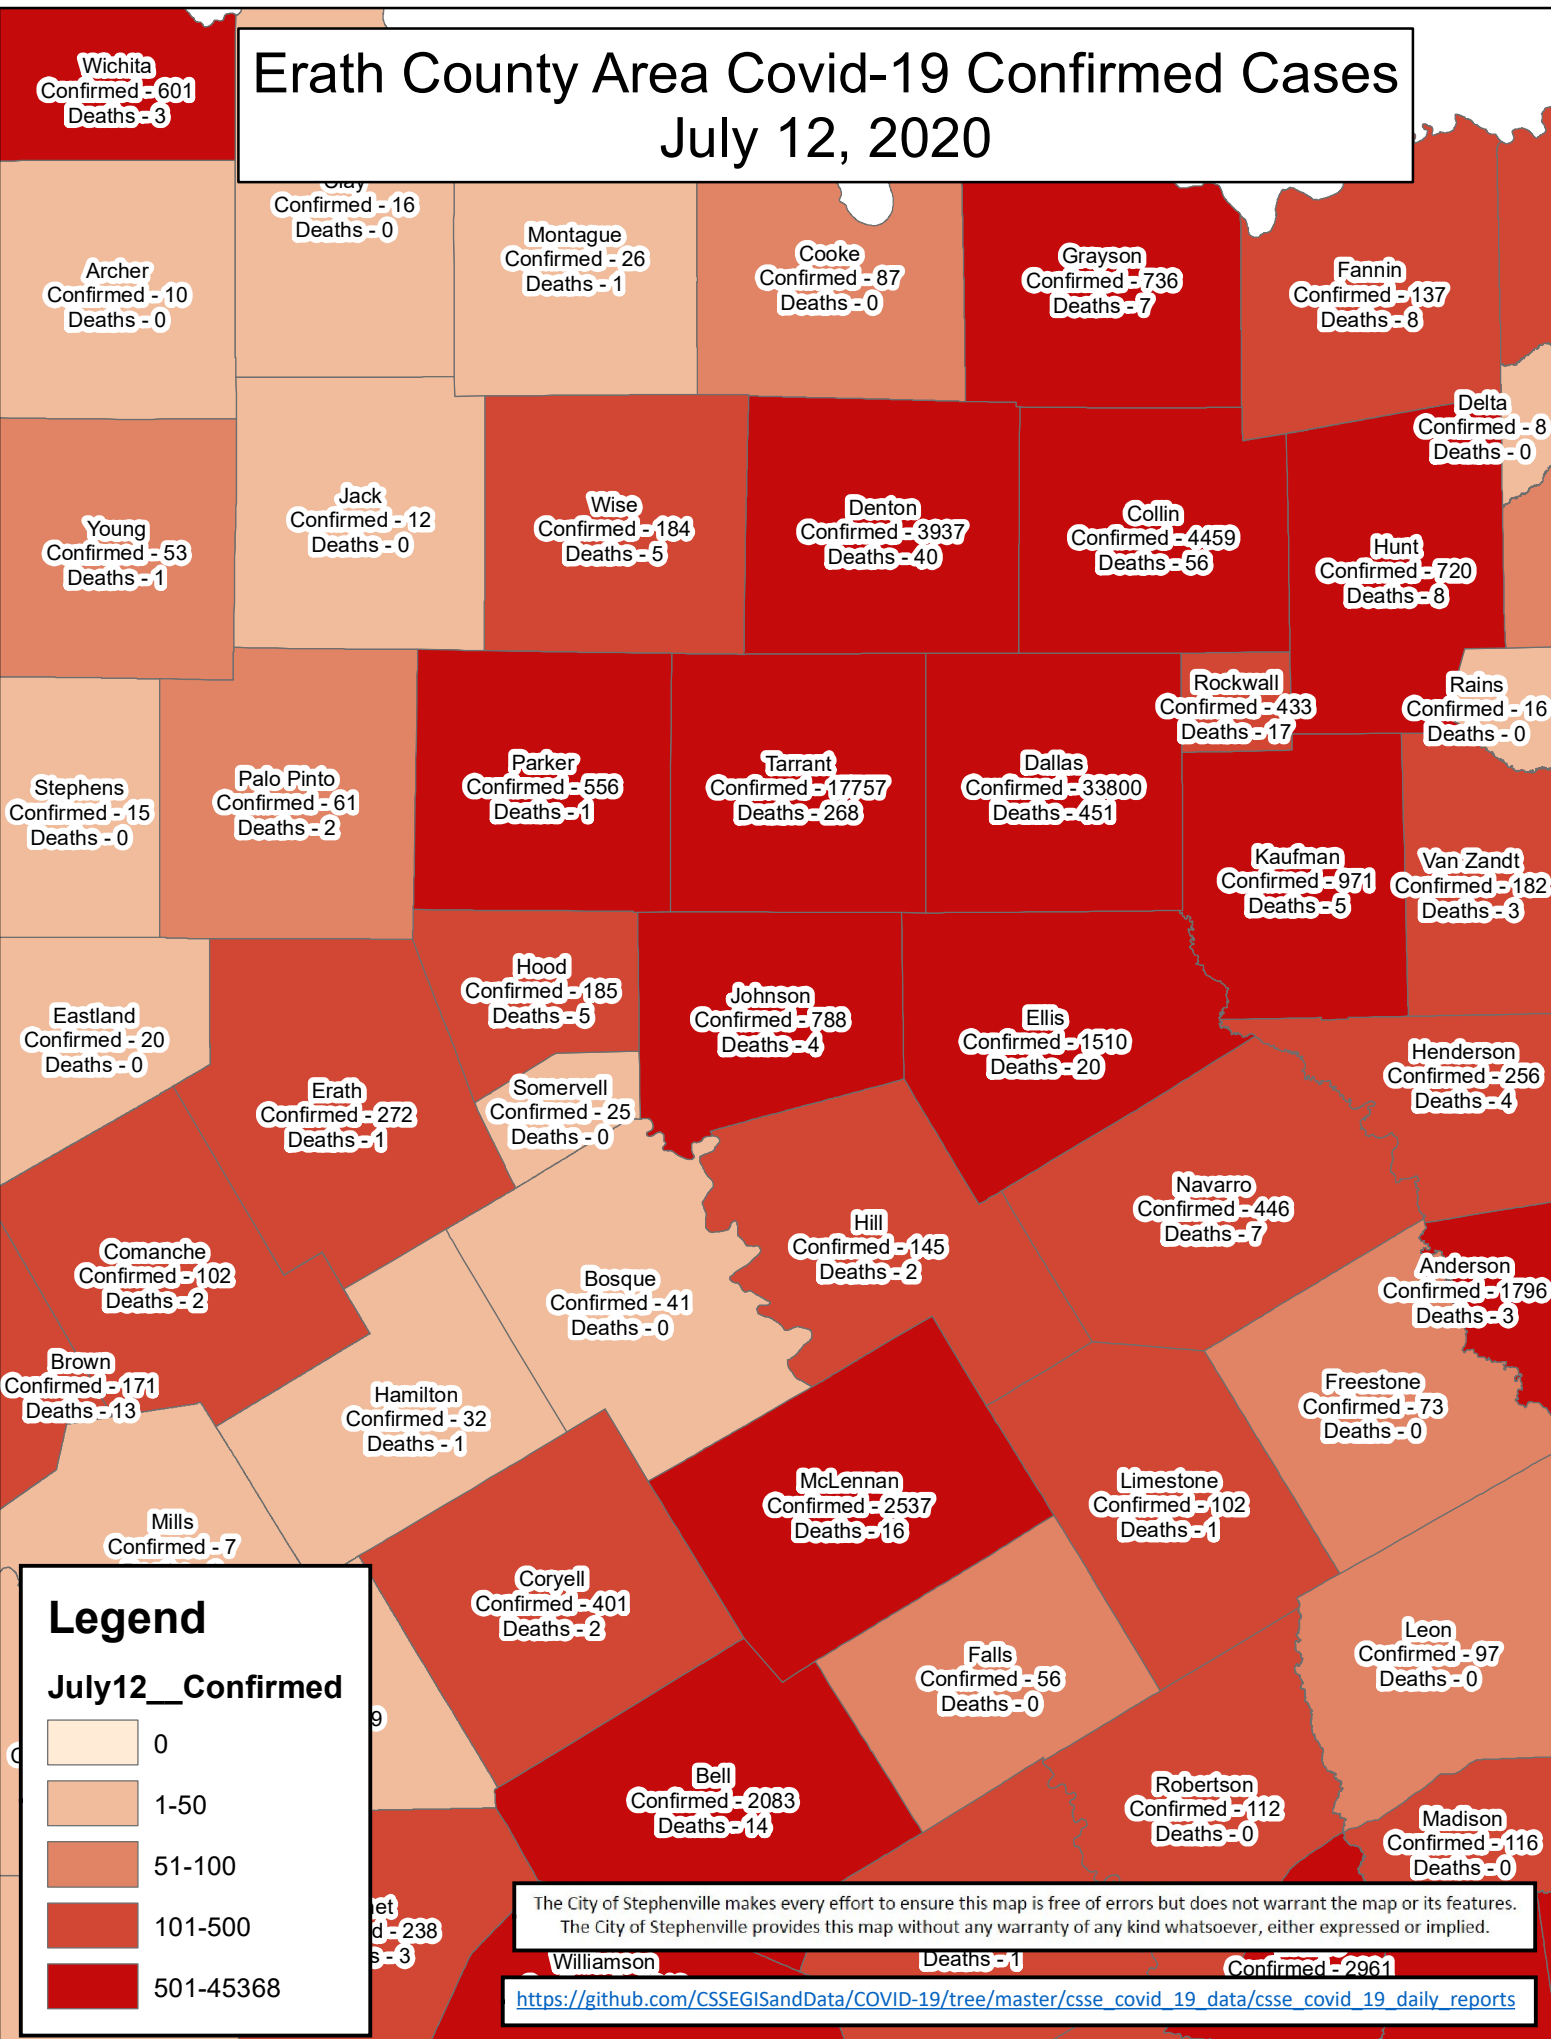 Erath County Area Covid-19 Confirmed Cases
July 12, 2020
Wichita
Confirmed - 601
Deaths - 3
Clay
Confirmed - 16
Deaths - 0
Montague
Confirmed - 26
Deaths - 1
Cooke
Confirmed - 87
Deaths - 0
Grayson
Confirmed - 736
Deaths - 7
Fannin
Confirmed - 137
Deaths - 8
Archer
Confirmed - 10
Deaths - 0
Delta
Confirmed - 8
Deaths - 0
Young
Confirmed - 53
Deaths - 1
Jack
Confirmed - 12
Deaths - 0
Wise
Confirmed - 184
Deaths - 5
Denton
Confirmed - 3937
Deaths - 40
Collin
Confirmed - 4459
Deaths - 56
Hunt
Confirmed - 720
Deaths - 8
Rockwall
Confirmed - 433
Deaths - 17
Rains
Confirmed - 16
Deaths - 0
Stephens
Confirmed - 15
Deaths - 0
Palo Pinto
Confirmed - 61
Deaths - 2
Parker
Confirmed - 556
Deaths - 1
Tarrant
Confirmed - 17757
Deaths - 268
Dallas
Confirmed - 33800
Deaths - 451
Kaufman
Confirmed - 971
Deaths - 5
Van Zandt
Confirmed - 182
Deaths - 3
Eastland
Confirmed - 20
Deaths - 0
Hood
Confirmed - 185
Deaths - 5
Johnson
Confirmed - 788
Deaths - 4
Ellis
Confirmed - 1510
Deaths - 20
Henderson
Confirmed - 256
Deaths - 4
Erath
Confirmed - 272
Deaths - 1
Somervell
Confirmed - 25
Deaths - 0
Navarro
Confirmed - 446
Deaths - 7
Comanche
Confirmed - 102
Deaths - 2
Bosque
Confirmed - 41
Deaths - 0
Hill
Confirmed - 145
Deaths - 2
Anderson
Confirmed - 1796
Deaths - 3
Brown
Confirmed - 171
Deaths - 13
Hamilton
Confirmed - 32
Deaths - 1
Freestone
Confirmed - 73
Deaths - 0
McLennan
Confirmed - 2537
Deaths - 16
Limestone
Confirmed - 102
Deaths - 1
Mills
Confirmed - 7
Coryell
Confirmed - 401
Deaths - 2
Falls
Confirmed - 56
Deaths - 0
Leon
Confirmed - 97
Deaths - 0
Bell
Confirmed - 2083
Deaths - 14
Robertson
Confirmed - 112
Deaths - 0
Madison
Confirmed - 116
Deaths - 0
9
et
d - 238
s - 3
Williamson
Deaths - 1
Confirmed - 2961
Legend
July12__Confirmed
0
1-50
51-100
101-500
501-45368
The City of Stephenville makes every effort to ensure this map is free of errors but does not warrant the map or its features.
The City of Stephenville provides this map without any warranty of any kind whatsoever, either expressed or implied.
https://github.com/CSSEGISandData/COVID-19/tree/master/csse_covid_19_data/csse_covid_19_daily_reports